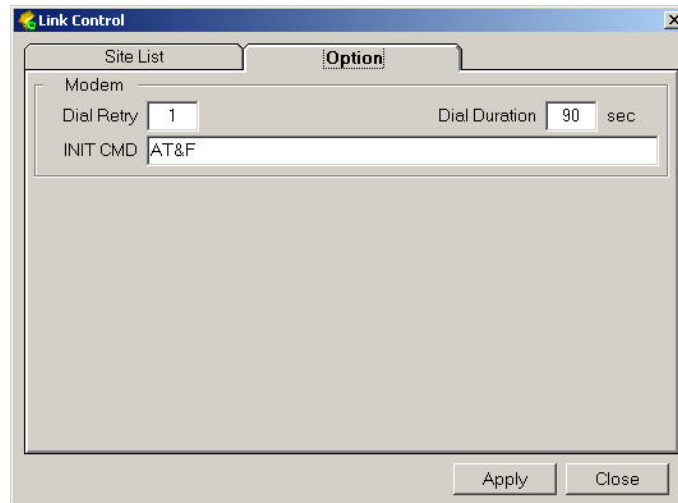 Link Control
Site List Option
Modem
Dial Retry 1 Dial Duration 90 sec
INIT CMD AT&F
Apply Close